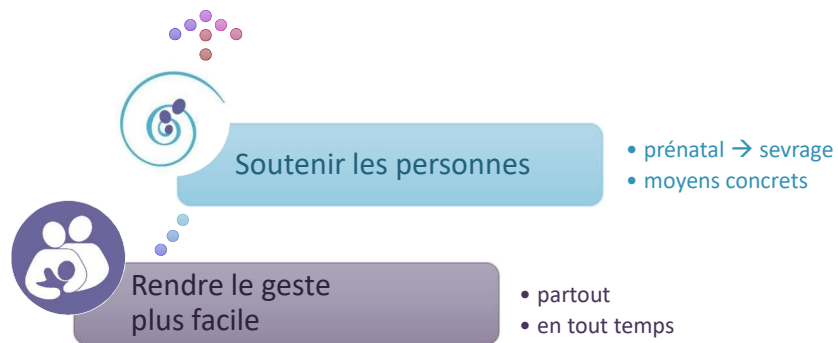 Soutenir les personnes
• prénatal → sevrage
• moyens concrets
Rendre le geste
plus facile
• partout
• en tout temps